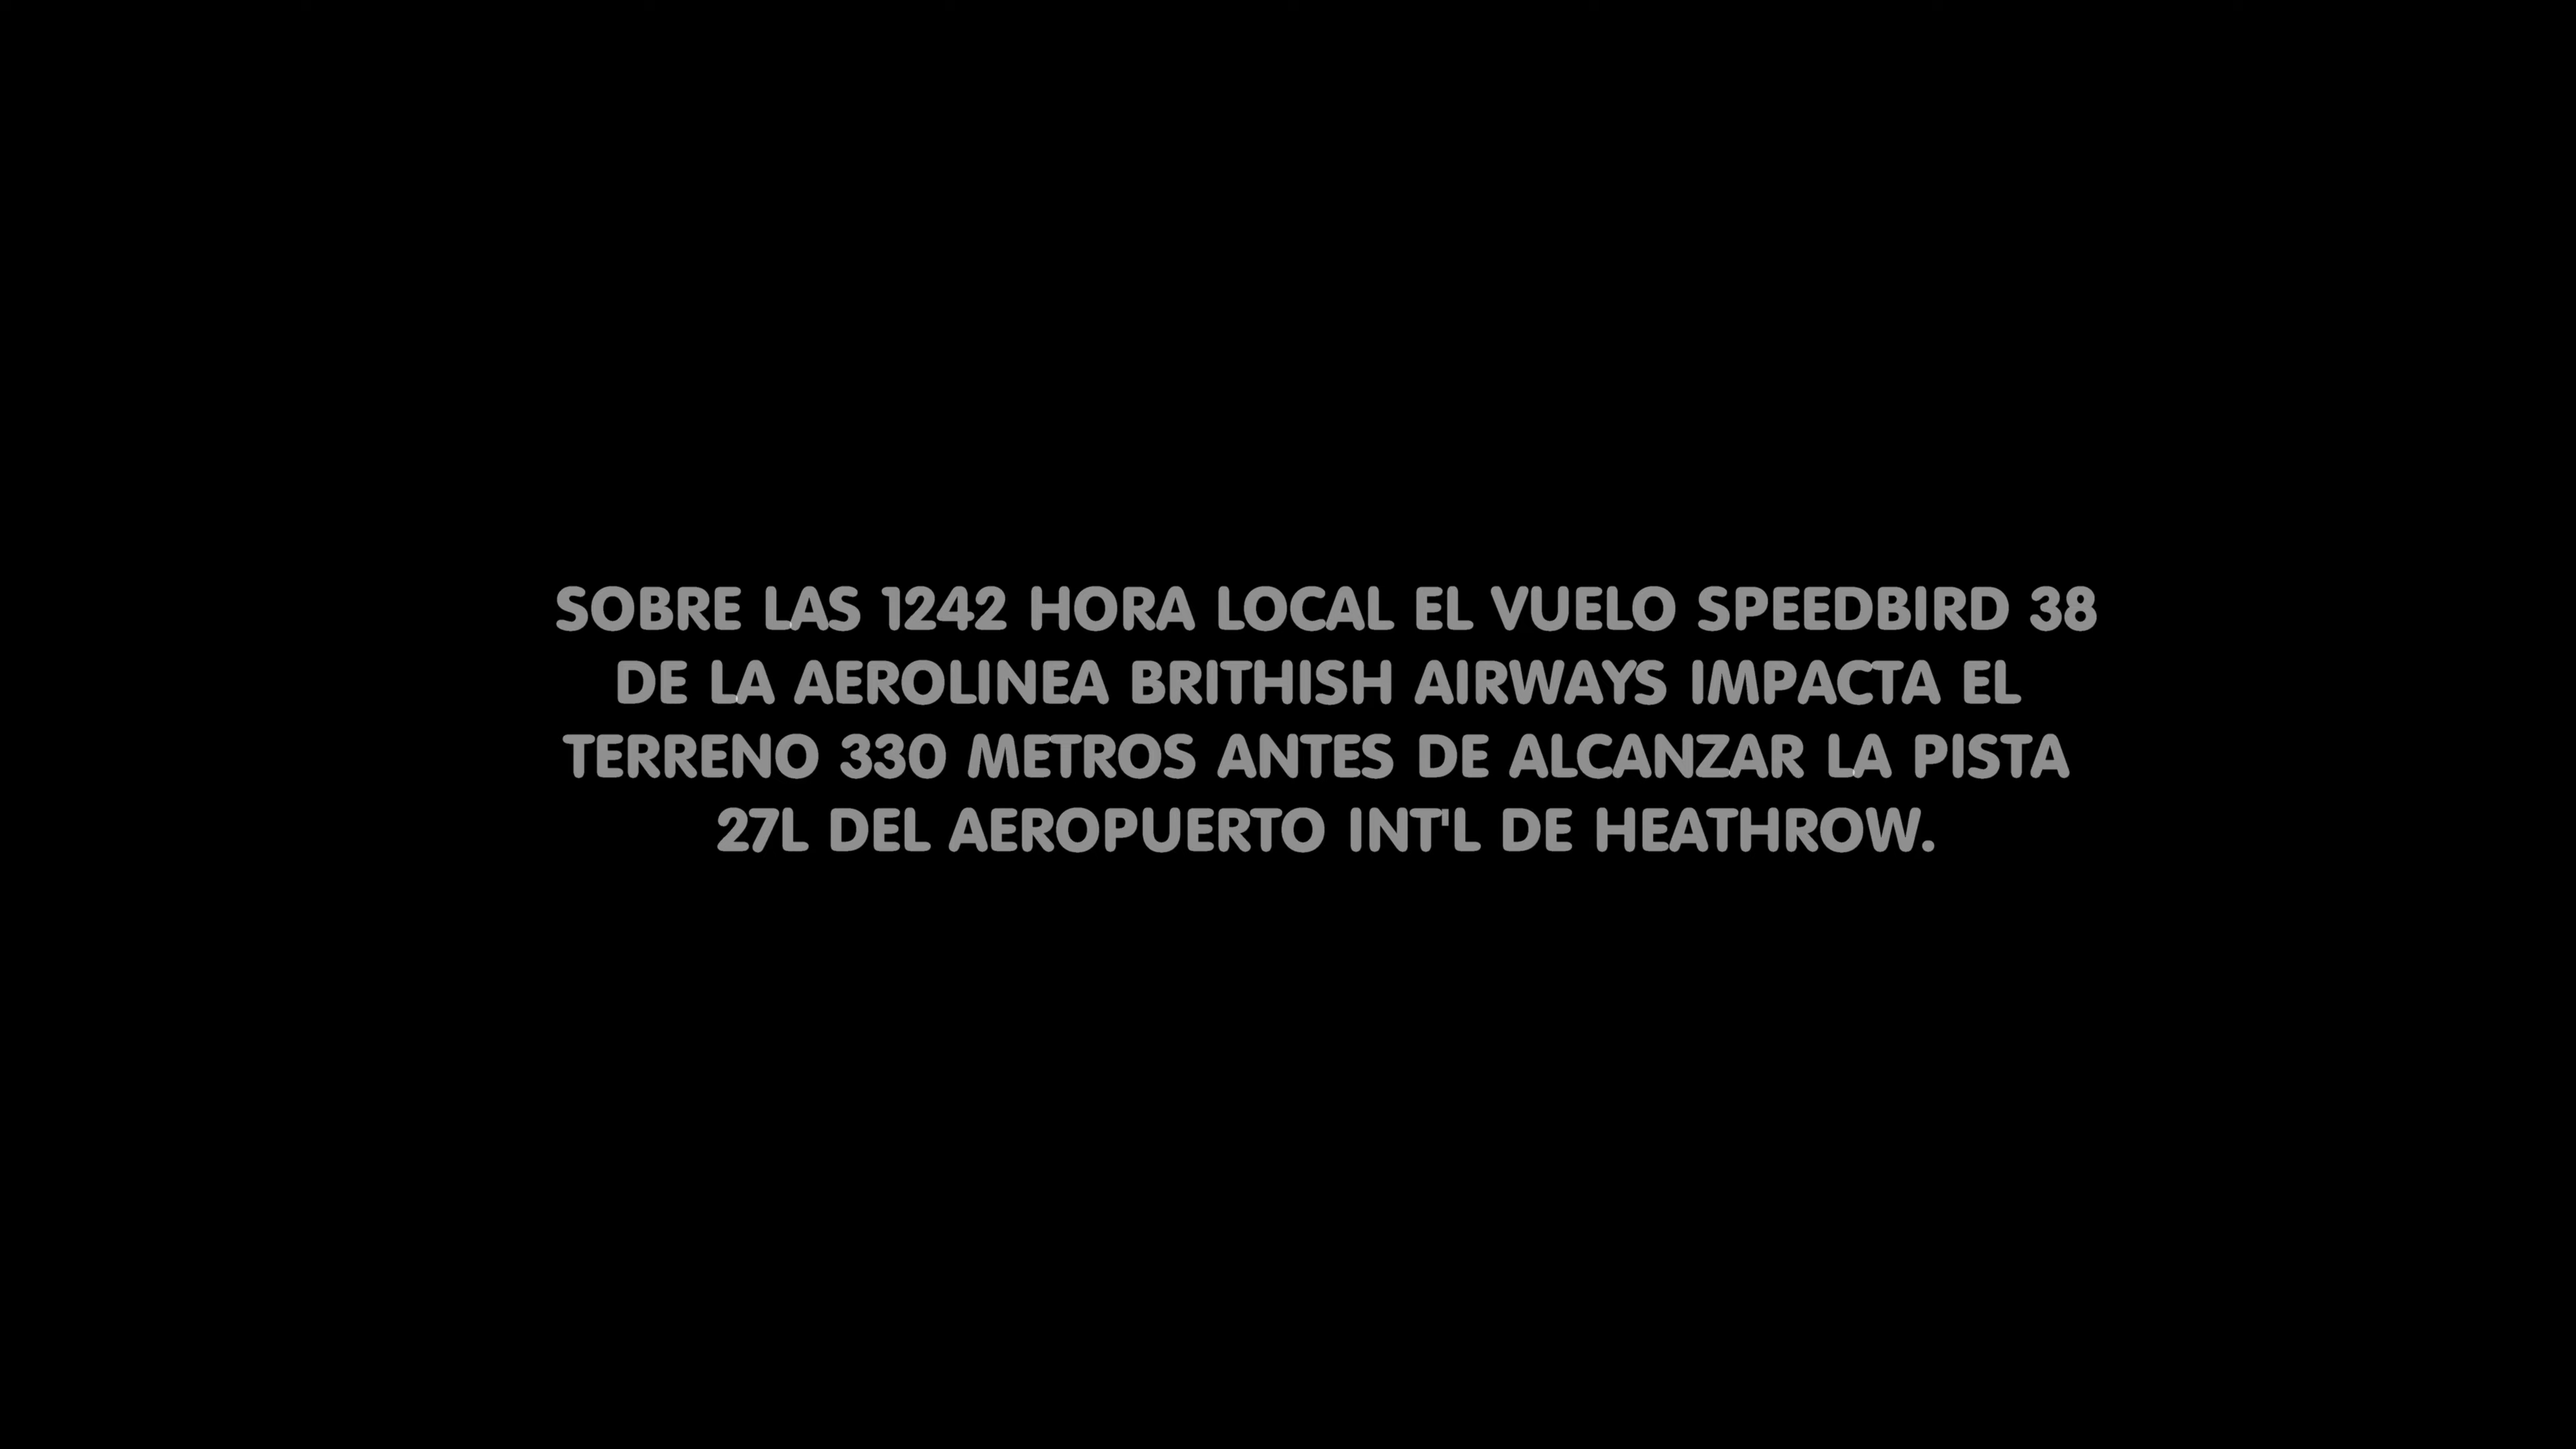 SOBRE LAS 1242 HORA LOCAL EL VUELO SPEEDBIRD 38
DE LA AEROLINEA BRITHISH AIRWAYS IMPACTA EL
TERRENO 330 METROS ANTES DE ALCANZAR LA PISTA
27L DEL AEROPUERTO INT'L DE HEATHROW.